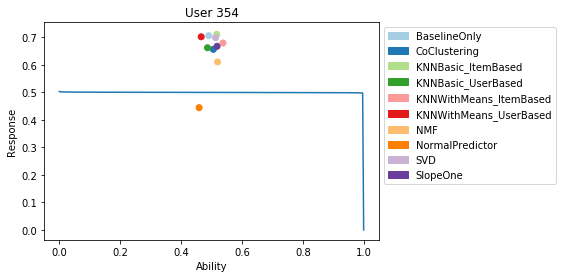 User 354
0.7
0.6
0.5
0.4
0.3
0.2
0.1
0.0
Response
0.0
0.2
0.4
0.6
0.8
1.0
Ability
BaselineOnly
CoClustering
KNNBasic_ItemBased
KNNBasic_UserBased
KNNWithMeans_ItemBased
KNNWithMeans_UserBased
NMF
NormalPredictor
SVD
SlopeOne